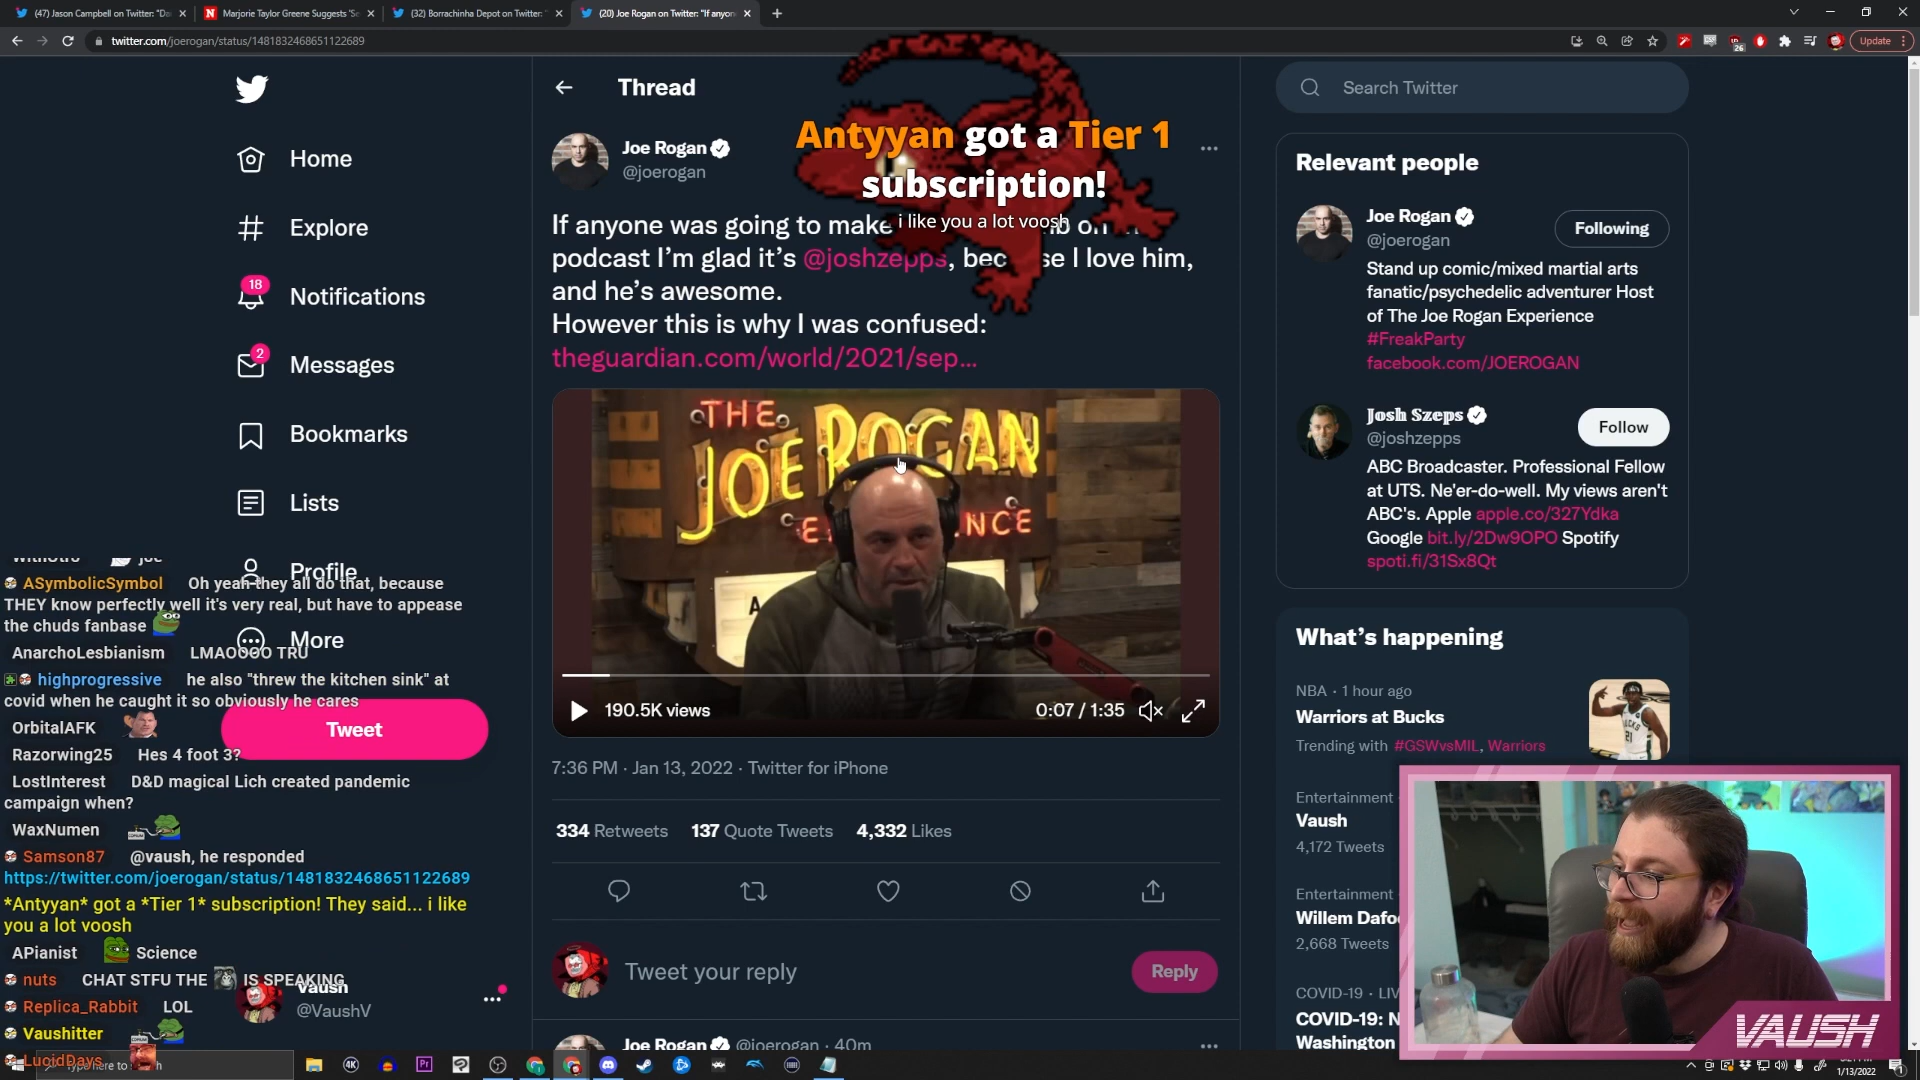 (47) Jason Campbell on Twitter: "Da
Marjorie Taylor Greene Suggests 'Se
(32) Borrachinha Depot on Twitter: "
(20) Joe Rogan on Twitter: "If anyon
twitter.com/joerogan/status/1481832468651122689
26
Update
Home
Explore
18
Notifications
2
Messages
Bookmarks
Lists
Profile
More
Tweet
Vaush
@VaushV
Thread
Antyyan got a Tier 1
subscription!
i like you a lot voosh
Joe Rogan
@joerogan
If anyone was going to make
podcast I'm glad it's @joshzepps, because I love him,
and he's awesome.
However this is why I was confused:
theguardian.com/world/2021/sep...
THE
JOE ROGAN
190.5K views
0:07 / 1:35
7:36 PM · Jan 13, 2022 · Twitter for iPhone
334 Retweets 137 Quote Tweets 4,332 Likes
Tweet your reply
Reply
Joe Rogan @joerogan · 40m
Search Twitter
Relevant people
Joe Rogan
@joerogan
Following
Stand up comic/mixed martial arts
fanatic/psychedelic adventurer Host
of The Joe Rogan Experience
#FreakParty
facebook.com/JOEROGAN
Josh Szeps
@joshzepps
Follow
ABC Broadcaster. Professional Fellow
at UTS. Ne'er-do-well. My views aren't
ABC's. Apple apple.co/327Ydka
Google bit.ly/2Dw9OPO Spotify
spoti.fi/31Sx8Qt
What's happening
NBA · 1 hour ago
Warriors at Bucks
Trending with #GSWvsMIL, Warriors
Entertainment
Vaush
4,172 Tweets
Entertainment
Willem Dafo
2,668 Tweets
COVID-19 · LIV
COVID-19: N
Washington
VAUSH
joe
ASymbolicSymbol Oh yeah they all do that, because
THEY know perfectly well it's very real, but have to appease
the chuds fanbase
AnarchoLesbianism LMAOOOO TRU
highprogressive he also "threw the kitchen sink" at
covid when he caught it so obviously he cares
OrbitalAFK
Razorwing25 Hes 4 foot 3?
LostInterest D&D magical Lich created pandemic
campaign when?
WaxNumen
Samson87 @vaush, he responded
https://twitter.com/joerogan/status/1481832468651122689
*Antyyan* got a *Tier 1* subscription! They said... i like
you a lot voosh
APianist Science
nuts CHAT STFU THE IS SPEAKING
Replica_Rabbit LOL
Vaushitter
LucidDays
4K
Pr
1/13/2022